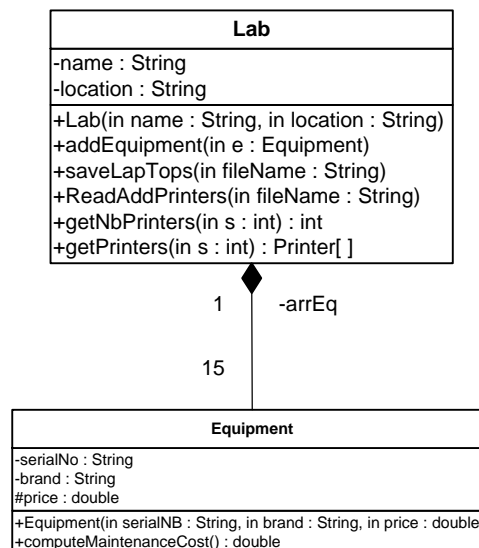 Lab
-name : String
-location : String
+Lab(in name : String, in location : String)
+addEquipment(in e : Equipment)
+saveLapTops(in fileName : String)
+ReadAddPrinters(in fileName : String)
+getNbPrinters(in s : int) : int
+getPrinters(in s : int) : Printer[ ]
1 -arrEq
15
Equipment
-serialNo : String
-brand : String
#price : double
+Equipment(in serialNB : String, in brand : String, in price : double
+computeMaintenanceCost() : double